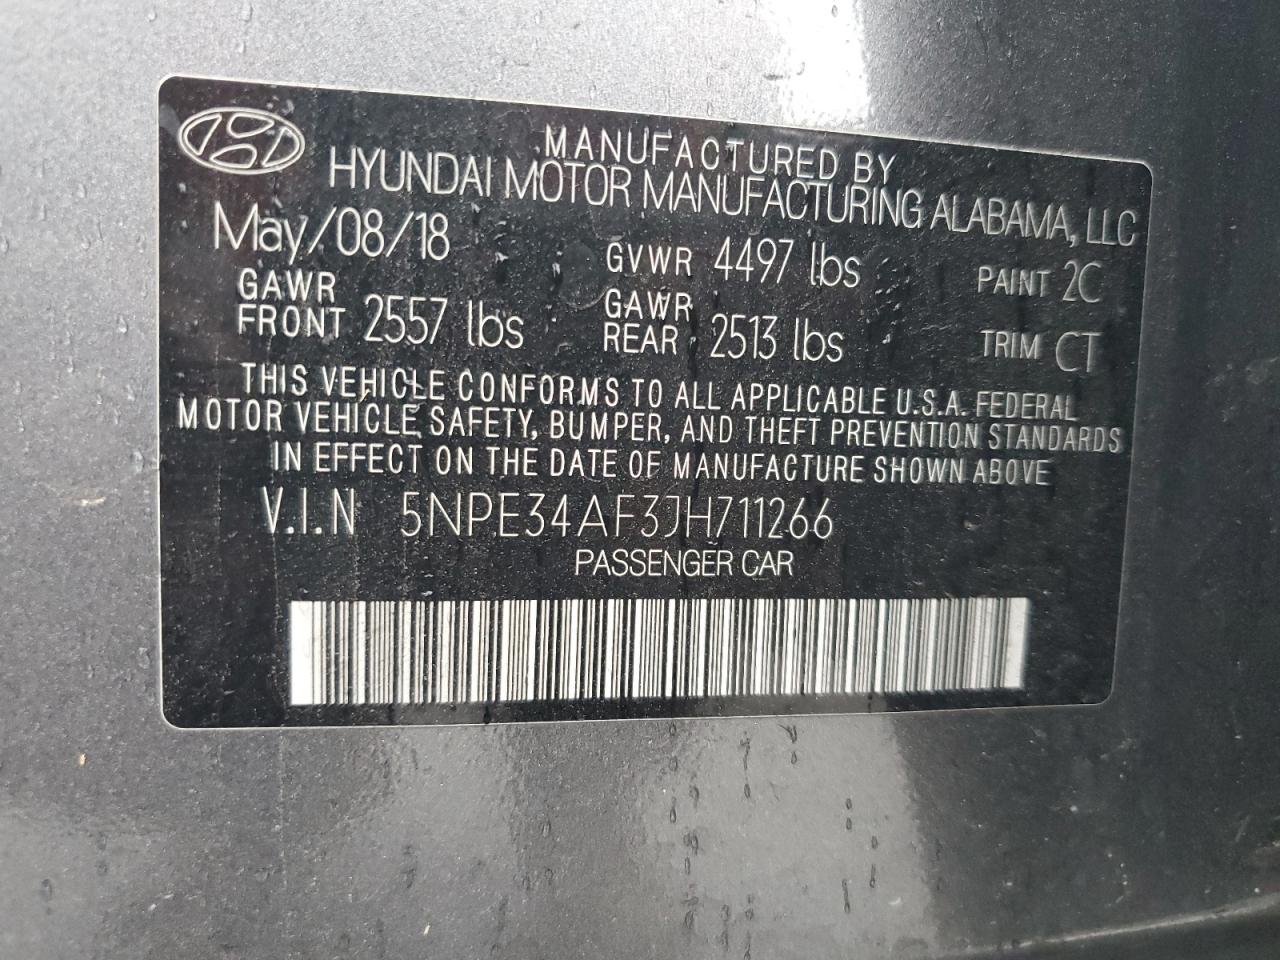 MANUFACTURED BY
HYUNDAI MOTOR MANUFACTURING ALABAMA, LLC
May/08/18 GVWR 4497 lbs PAINT 2C
GAWR FRONT 2557 lbs GAWR REAR 2513 lbs TRIM CT
THIS VEHICLE CONFORMS TO ALL APPLICABLE U.S.A. FEDERAL
MOTOR VEHICLE SAFETY, BUMPER, AND THEFT PREVENTION STANDARDS
IN EFFECT ON THE DATE OF MANUFACTURE SHOWN ABOVE
V.I.N 5NPE34AF3JH711266
PASSENGER CAR